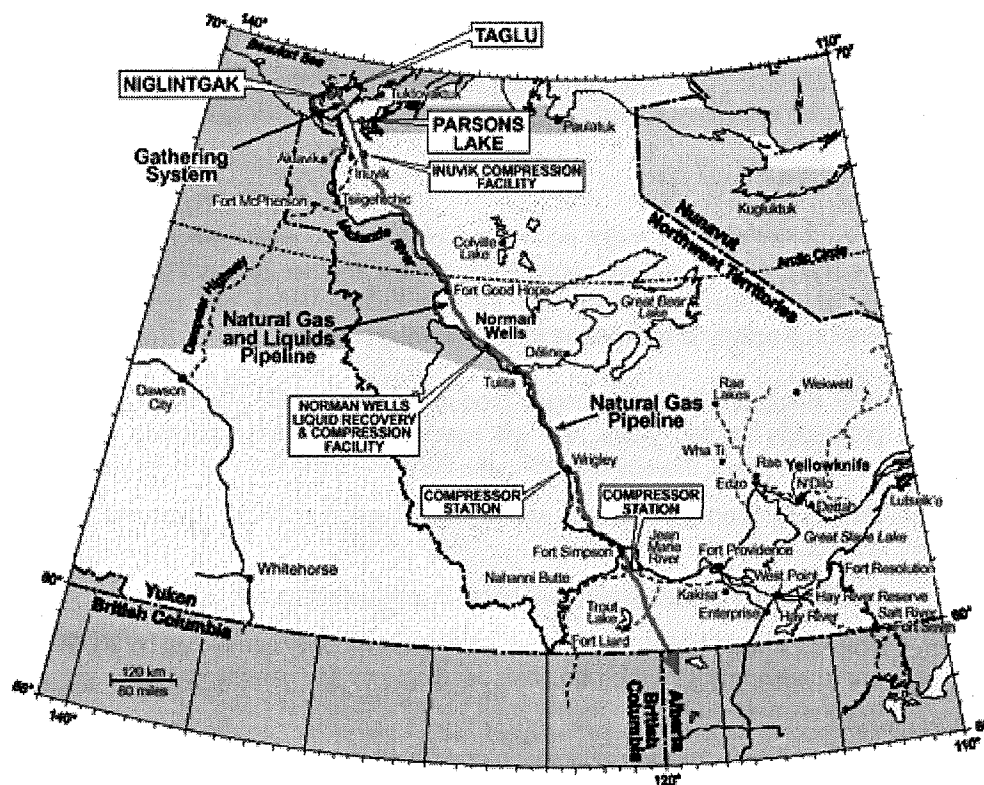 70°
140°
110°
70°
Beaufort Sea
TAGLU
NIGLINTGAK
Tuktoyaktuk
PARSONS
LAKE
Paulatuk
Gathering
System
Aklavik
Inuvik
INUVIK COMPRESSION
FACILITY
Fort McPherson
Tsiigehtchic
Kugluktuk
Nunavut
Northwest Territories
Mackenzie River
Colville
Lake
Arctic Circle
Dempster Highway
Fort Good Hope
Great Bear
Lake
Natural Gas
and Liquids
Pipeline
Norman
Wells
Déline
Tulita
Dawson
City
NORMAN WELLS
LIQUID RECOVERY
& COMPRESSION
FACILITY
Natural Gas
Pipeline
Rae
Lakes
Wekweti
Wha Ti
Rae
Edzo
Yellowknife
N'Dilo
Dettah
Lutselk'e
Wrigley
COMPRESSOR
STATION
COMPRESSOR
STATION
Great Slave Lake
Fort Simpson
Jean
Marie
River
Fort Providence
Fort Resolution
Whitehorse
Nahanni Butte
West Point
Kakisa
Hay River Reserve
Enterprise
Hay River
Salt River
Trout
Lake
Fort Liard
60°
Yukon
British Columbia
60°
120 km
60 miles
Alberta
British
Columbia
140°
120°
110°